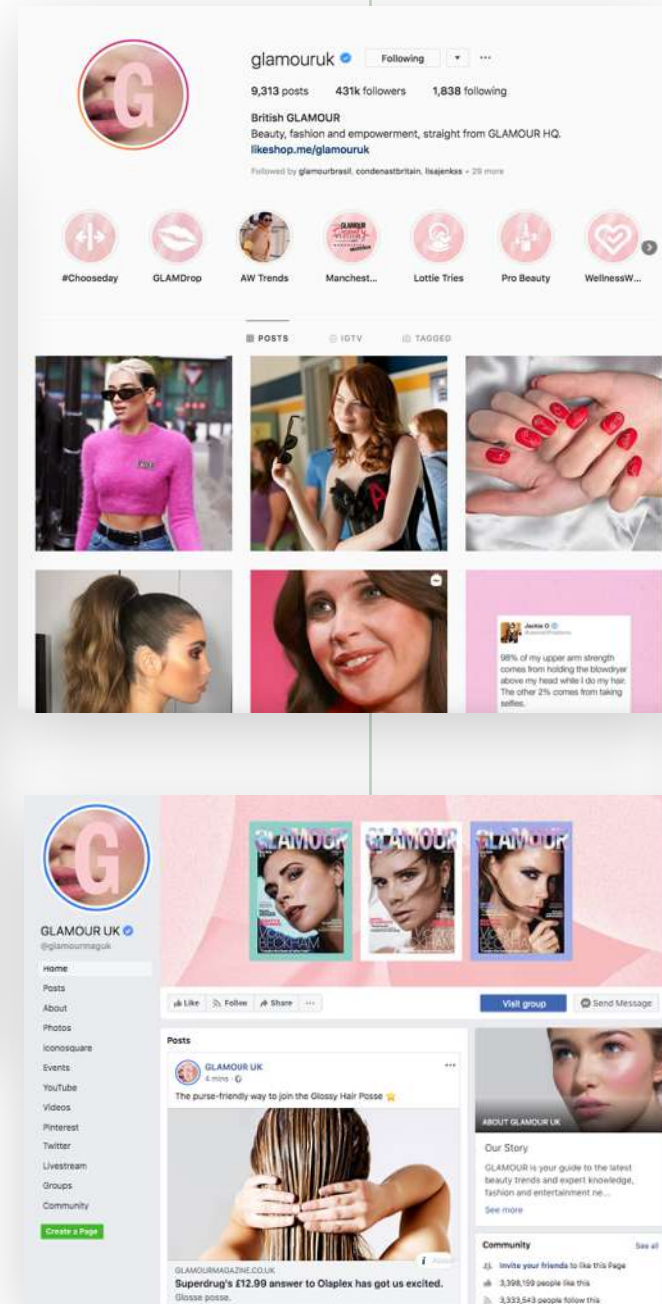 G
glamouruk Following
9,313 posts 431k followers 1,838 following
British GLAMOUR
Beauty, fashion and empowerment, straight from GLAMOUR HQ.
likeshop.me/glamouruk
Followed by glamourbrasil, condenastbritain, lisajenkss + 29 more
#Chooseday GLAMDrop AW Trends Manchest... Lottie Tries Pro Beauty WellnessW...
POSTS IGTV TAGGED
A
Jackie O
98% of my upper arm strength
comes from holding the blowdryer
above my head while I do my hair.
The other 2% comes from taking
selfies.
G
GLAMOUR GLAMOUR GLAMOUR
VICTORIA BECKHAM
GLAMOUR UK
@glamourmaguk
Home
Posts
About
Photos
Iconosquare
Events
YouTube
Videos
Pinterest
Twitter
Livestream
Groups
Community
Create a Page
Like Follow Share ...
Visit group Send Message
Posts
GLAMOUR UK
4 mins
The purse-friendly way to join the Glossy Hair Posse
GLAMOURMAGAZINE.CO.UK
Superdrug's £12.99 answer to Olaplex has got us excited.
Glosse posse.
i About
ABOUT GLAMOUR UK
Our Story
GLAMOUR is your guide to the latest
beauty trends and expert knowledge,
fashion and entertainment ne...
See more
Community See all
Invite your friends to like this Page
3,398,159 people like this
3,333,543 people follow this